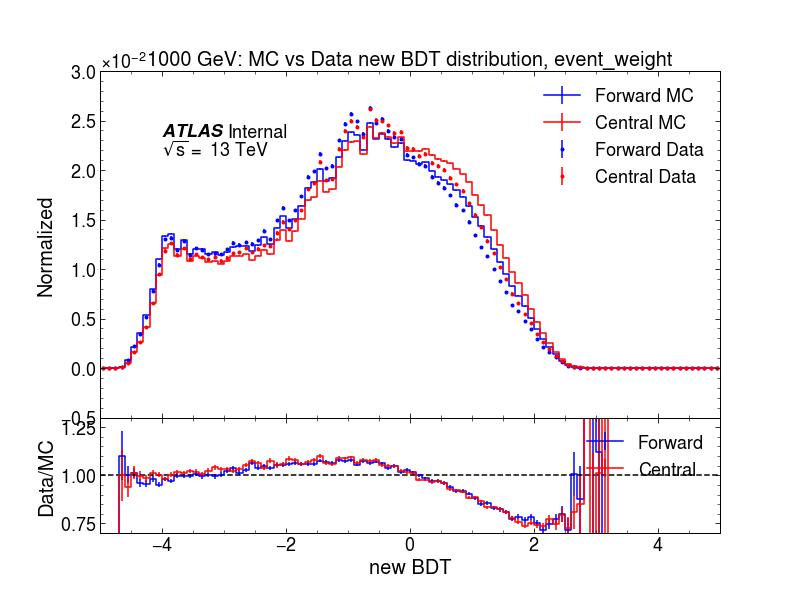 ×10⁻²1000 GeV: MC vs Data new BDT distribution, event_weight
3.0
2.5
2.0
1.5
1.0
0.5
0.0
−0.5
Normalized
ATLAS Internal
√s = 13 TeV
Forward MC
Central MC
Forward Data
Central Data
1.25
1.00
0.75
Data/MC
Forward
Central
−4
−2
0
2
4
new BDT